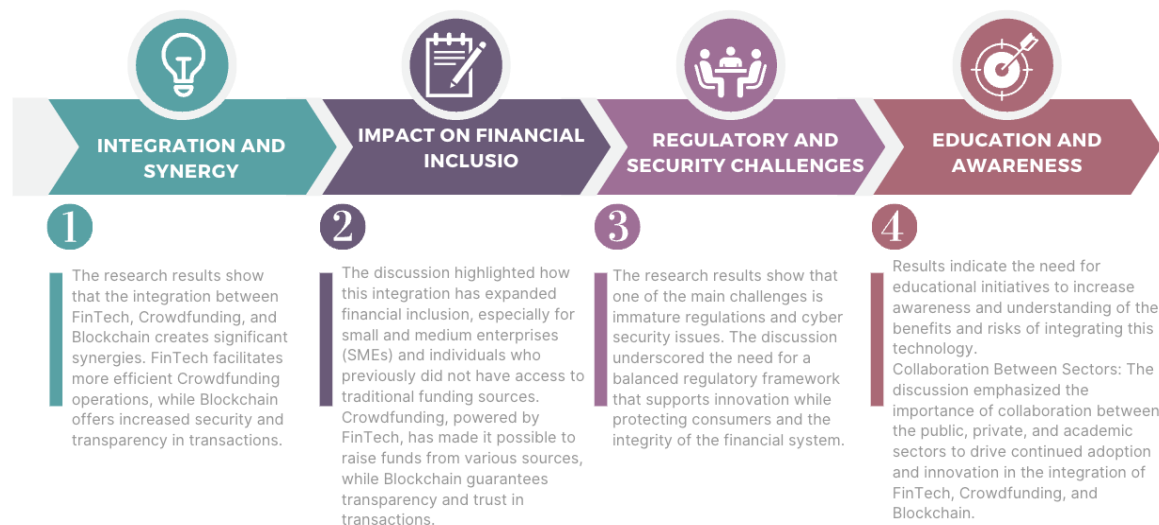 INTEGRATION AND
SYNERGY
IMPACT ON FINANCIAL
INCLUSIO
REGULATORY AND
SECURITY CHALLENGES
EDUCATION AND
AWARENESS
1
The research results show
that the integration between
FinTech, Crowdfunding, and
Blockchain creates significant
synergies. FinTech facilitates
more efficient Crowdfunding
operations, while Blockchain
offers increased security and
transparency in transactions.
2
The discussion highlighted how
this integration has expanded
financial inclusion, especially for
small and medium enterprises
(SMEs) and individuals who
previously did not have access to
traditional funding sources.
Crowdfunding, powered by
FinTech, has made it possible to
raise funds from various sources,
while Blockchain guarantees
transparency and trust in
transactions.
3
The research results show that
one of the main challenges is
immature regulations and cyber
security issues. The discussion
underscored the need for a
balanced regulatory framework
that supports innovation while
protecting consumers and the
integrity of the financial system.
4
Results indicate the need for
educational initiatives to increase
awareness and understanding of the
benefits and risks of integrating this
technology.
Collaboration Between Sectors: The
discussion emphasized the
importance of collaboration between
the public, private, and academic
sectors to drive continued adoption
and innovation in the integration of
FinTech, Crowdfunding, and
Blockchain.